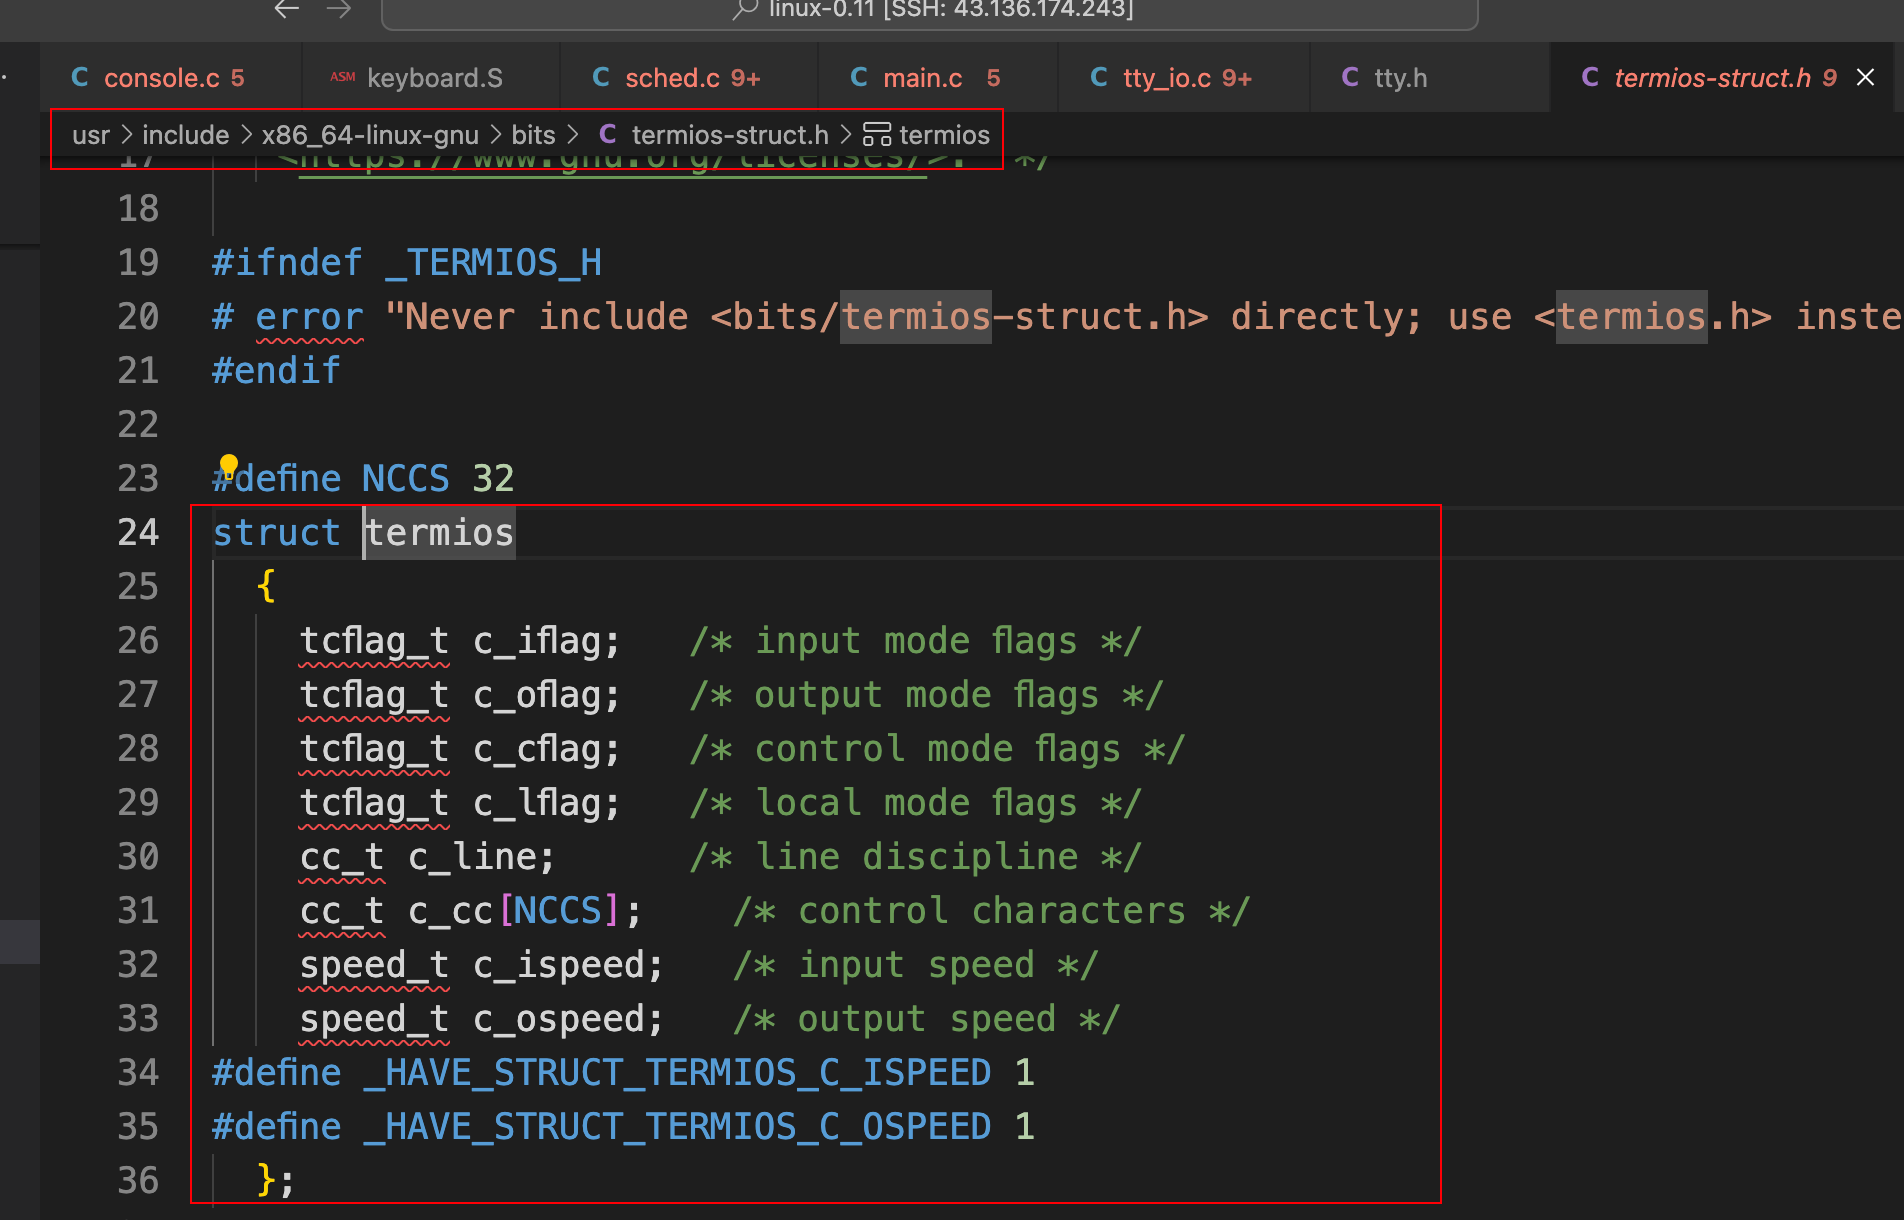 linux-0.11 [SSH: 43.136.174.243]
C console.c 5 ASM keyboard.S C sched.c 9+ C main.c 5 C tty_io.c 9+ C tty.h C termios-struct.h 9
usr > include > x86_64-linux-gnu > bits > C termios-struct.h > termios
17 <https://www.gnu.org/licenses/>. */
18
19 #ifndef _TERMIOS_H
20 # error "Never include <bits/termios-struct.h> directly; use <termios.h> inste
21 #endif
22
23 #define NCCS 32
24 struct termios
25 {
26 tcflag_t c_iflag; /* input mode flags */
27 tcflag_t c_oflag; /* output mode flags */
28 tcflag_t c_cflag; /* control mode flags */
29 tcflag_t c_lflag; /* local mode flags */
30 cc_t c_line; /* line discipline */
31 cc_t c_cc[NCCS]; /* control characters */
32 speed_t c_ispeed; /* input speed */
33 speed_t c_ospeed; /* output speed */
34 #define _HAVE_STRUCT_TERMIOS_C_ISPEED 1
35 #define _HAVE_STRUCT_TERMIOS_C_OSPEED 1
36 };